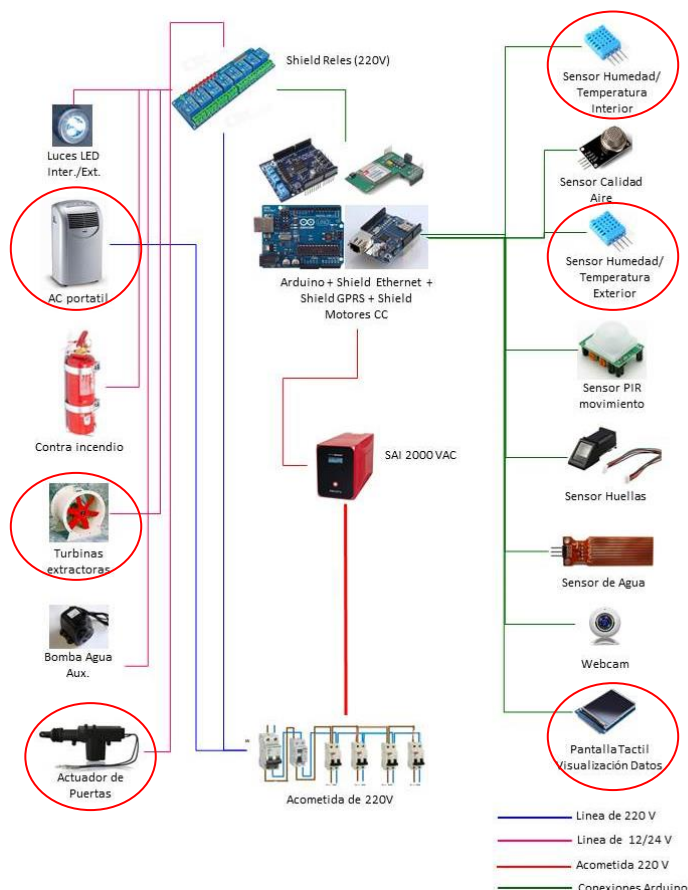 Shield Reles (220V)
Luces LED
Inter./Ext.
AC portatil
Contra incendio
Turbinas
extractoras
Bomba Agua
Aux.
Actuador de
Puertas
Arduino + Shield Ethernet +
Shield GPRS + Shield
Motores CC
SAI 2000 VAC
Acometida de 220V
Sensor Humedad/
Temperatura
Interior
Sensor Calidad
Aire
Sensor Humedad/
Temperatura
Exterior
Sensor PIR
movimiento
Sensor Huellas
Sensor de Agua
Webcam
Pantalla Tactil
Visualización Datos
Linea de 220 V
Linea de 12/24 V
Acometida 220 V
Conexiones Arduino